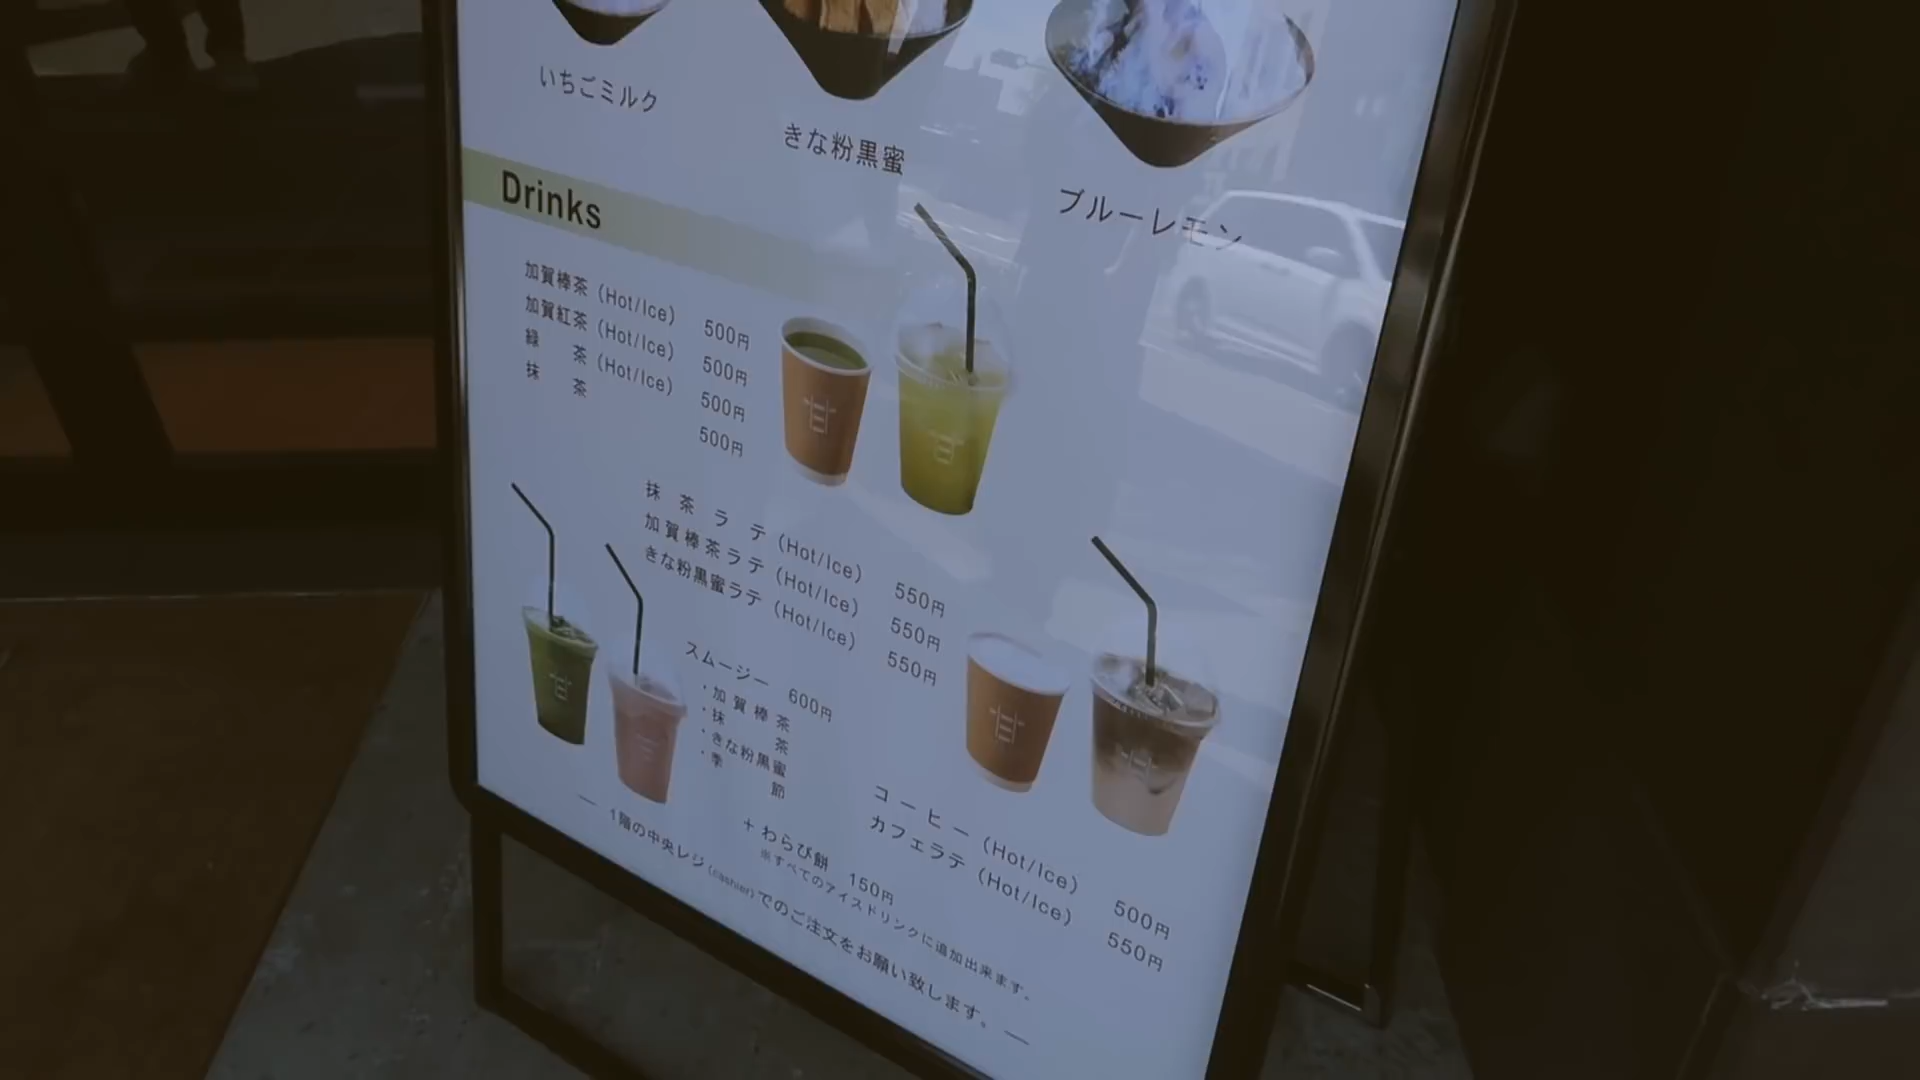 いちごミルク
きな粉黒蜜
ブルーレモン
Drinks
加賀棒茶 (Hot/Ice) 500円
加賀紅茶 (Hot/Ice) 500円
緑 茶 (Hot/Ice) 500円
抹 茶 500円
抹 茶 ラ テ (Hot/Ice) 550円
加賀棒茶ラテ (Hot/Ice) 550円
きな粉黒蜜ラテ (Hot/Ice) 550円
スムージー 600円
・加賀棒茶
・抹 茶
・きな粉黒蜜
・季 節
+ わらび餅 150円
※すべてのアイスドリンクに追加出来ます。
コーヒー (Hot/Ice) 500円
カフェラテ (Hot/Ice) 550円
— 1階の中央レジ(cashier)でのご注文をお願い致します。 —